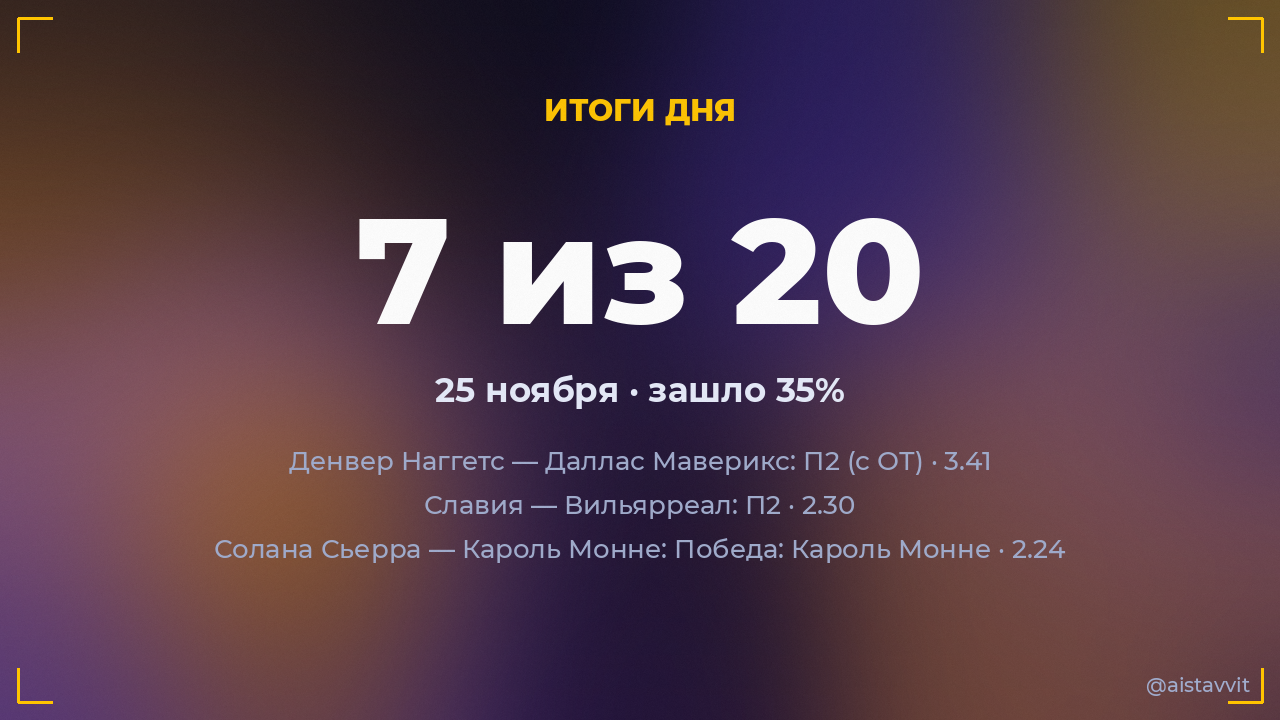 ИТОГИ ДНЯ
7 из 20
25 ноября · зашло 35%
Денвер Наггетс — Даллас Маверикс: П2 (с ОТ) · 3.41
Славия — Вильярреал: П2 · 2.30
Солана Сьерра — Кароль Монне: Победа: Кароль Монне · 2.24
@aistavvit